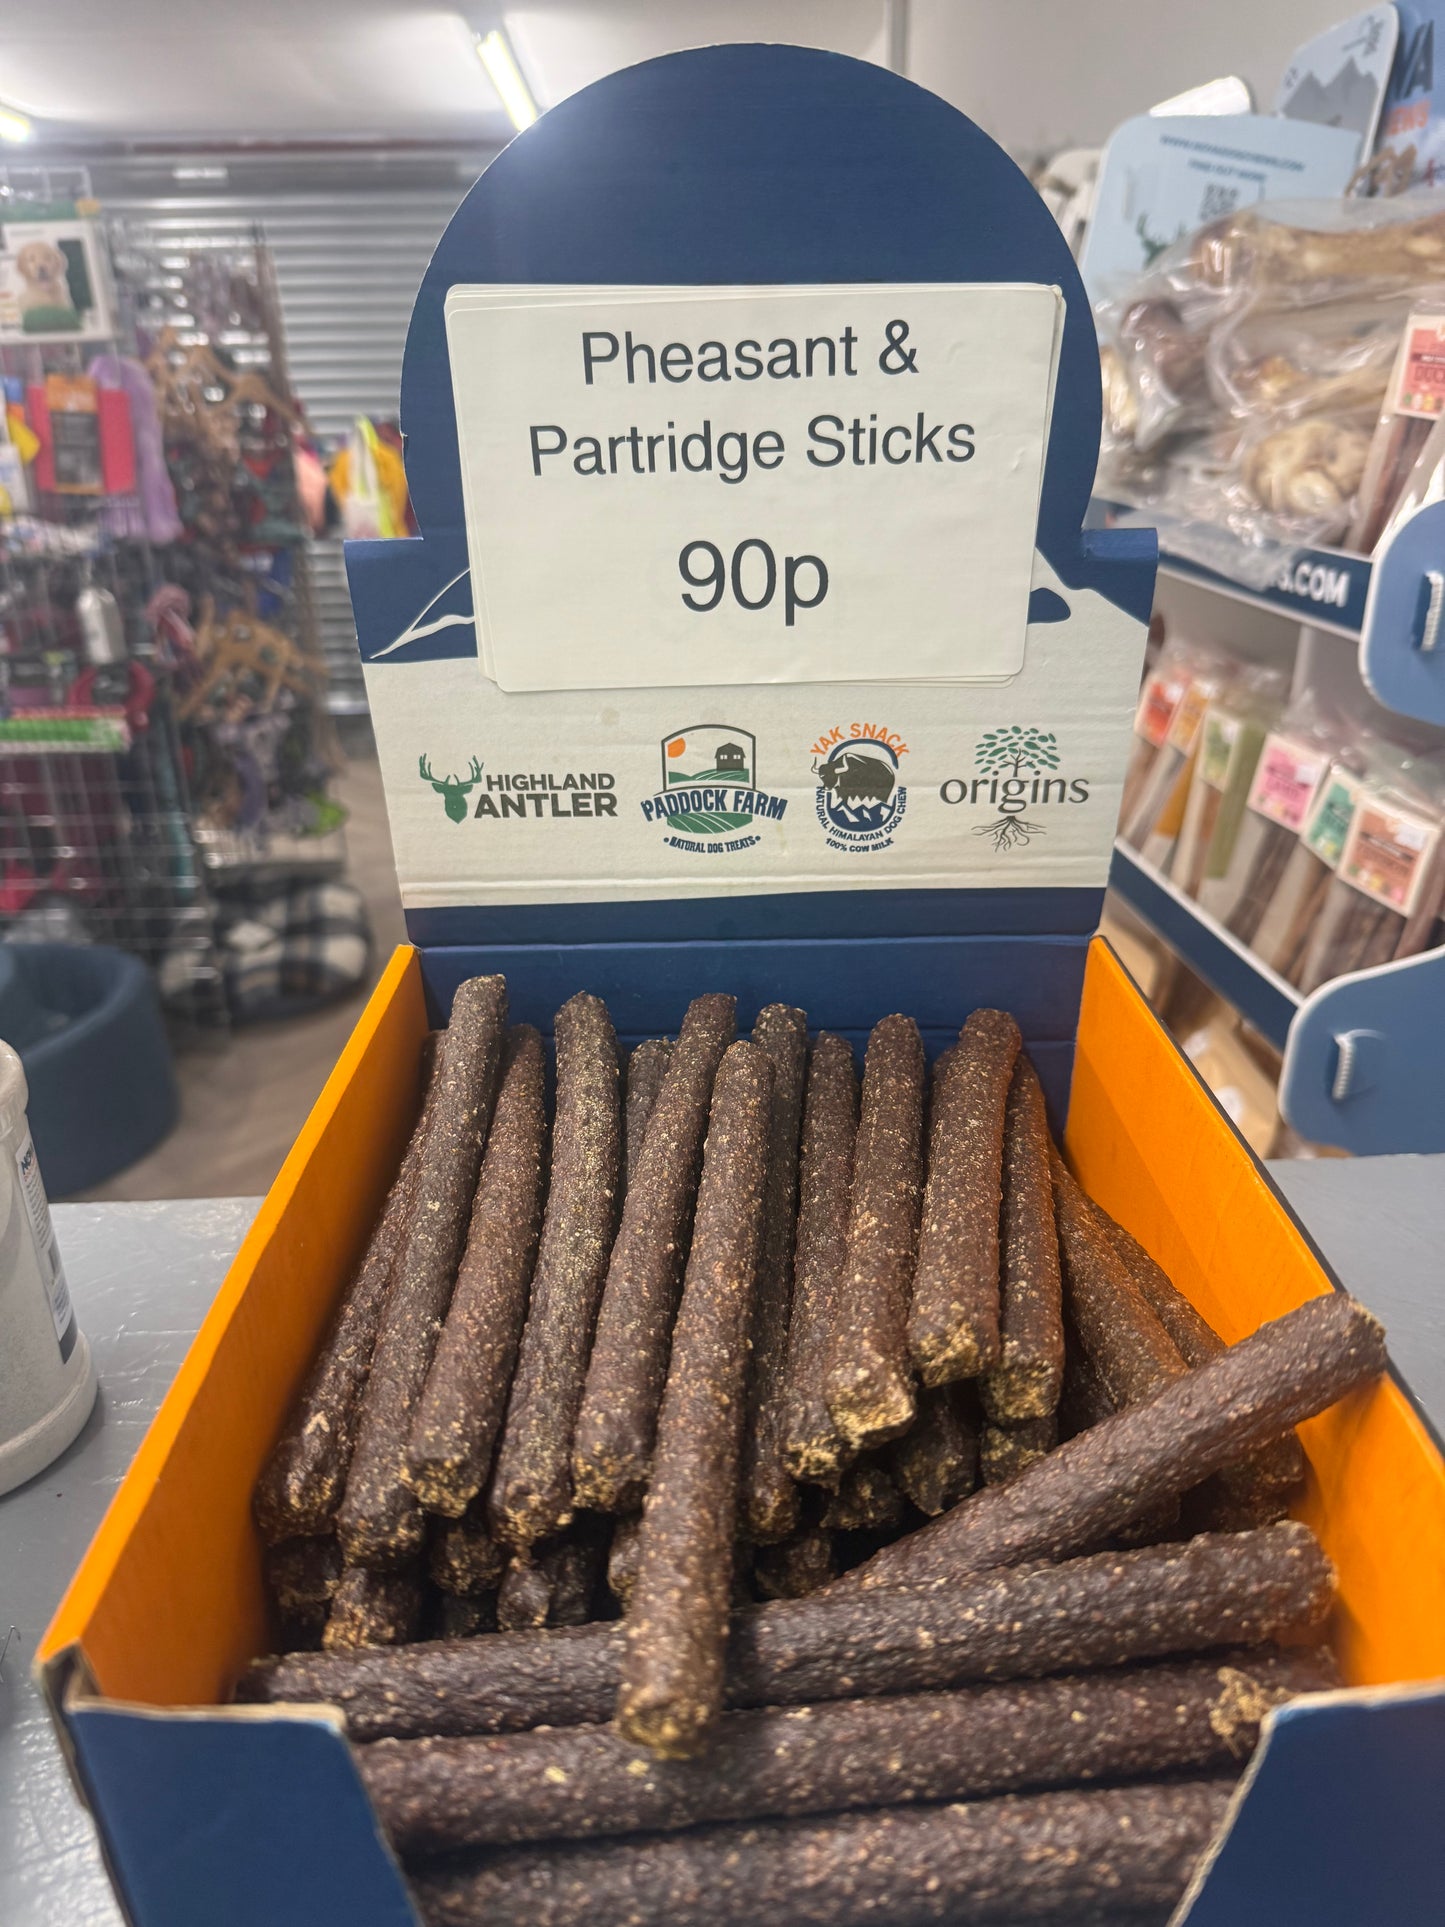 Pheasant &
Partridge Sticks
90p
HIGHLAND
ANTLER
PADDOCK FARM
• NATURAL DOG TREATS •
YAK SNACK
NATURAL HIMALAYAN DOG CHEW
100% COW MILK
origins
S.COM